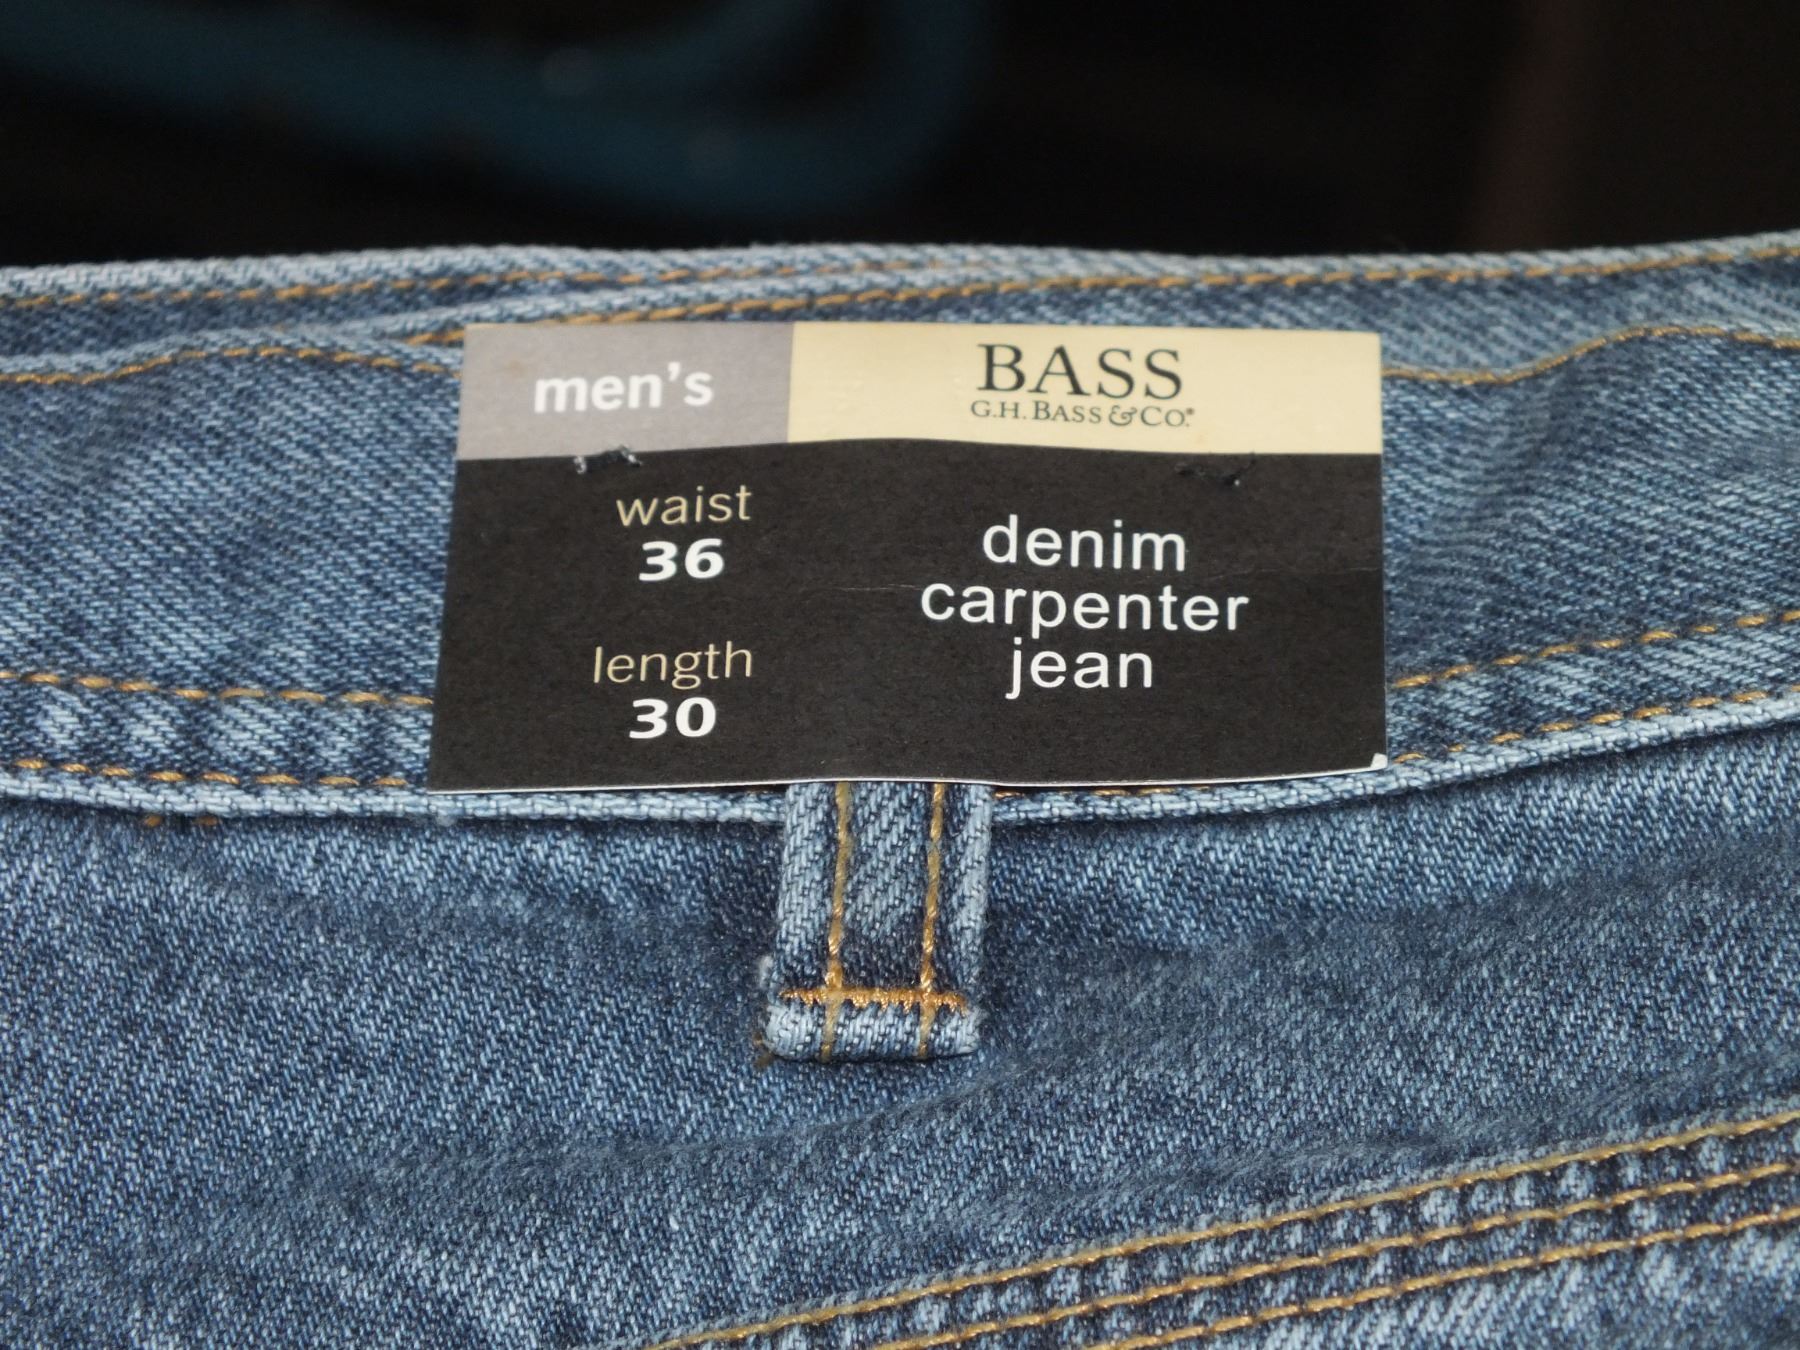 men's
BASS
G.H. BASS & CO.®
waist
36
length
30
denim
carpenter
jean